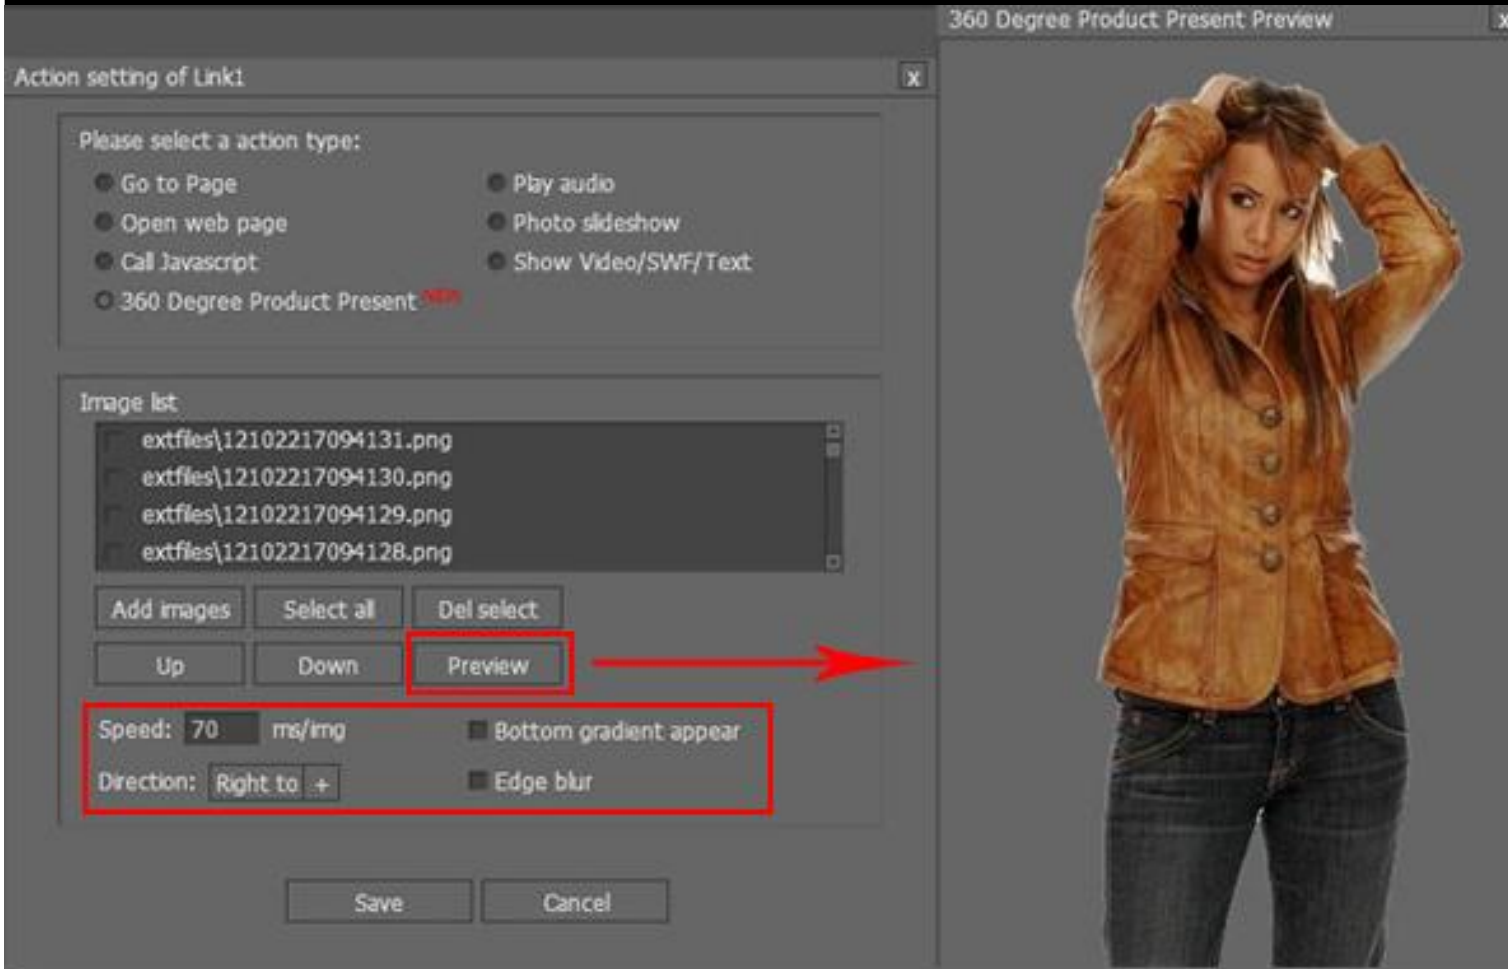 360 Degree Product Present Preview x
Action setting of Link1 x
Please select a action type:
Go to Page
Play audio
Open web page
Photo slideshow
Call Javascript
Show Video/SWF/Text
360 Degree Product Present NEW
Image list
extfiles\12102217094131.png
extfiles\12102217094130.png
extfiles\12102217094129.png
extfiles\12102217094128.png
Add images Select all Del select
Up Down Preview
Speed: 70 ms/img Bottom gradient appear
Direction: Right to + Edge blur
Save Cancel